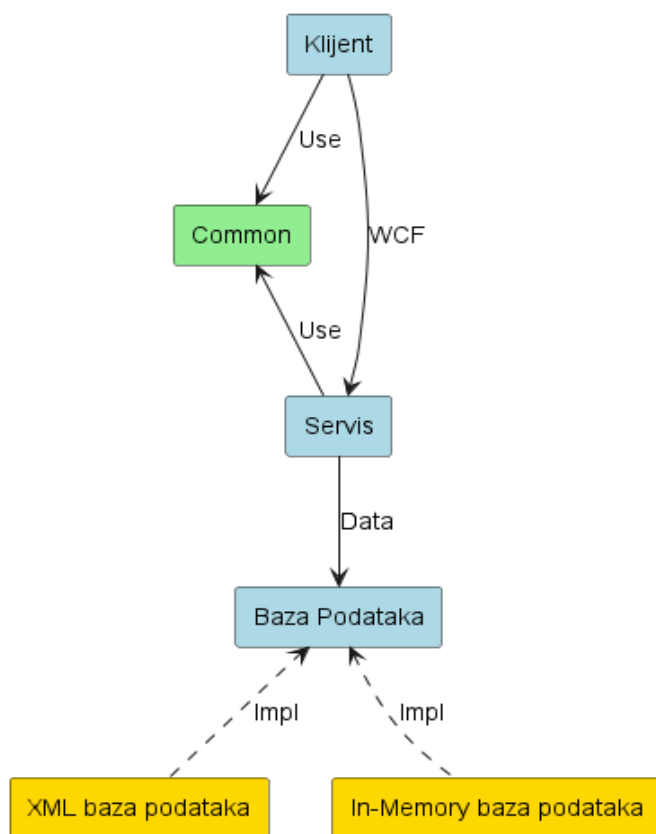 Klijent
Use
Common
WCF
Use
Servis
Data
Baza Podataka
Impl
Impl
XML baza podataka
In-Memory baza podataka